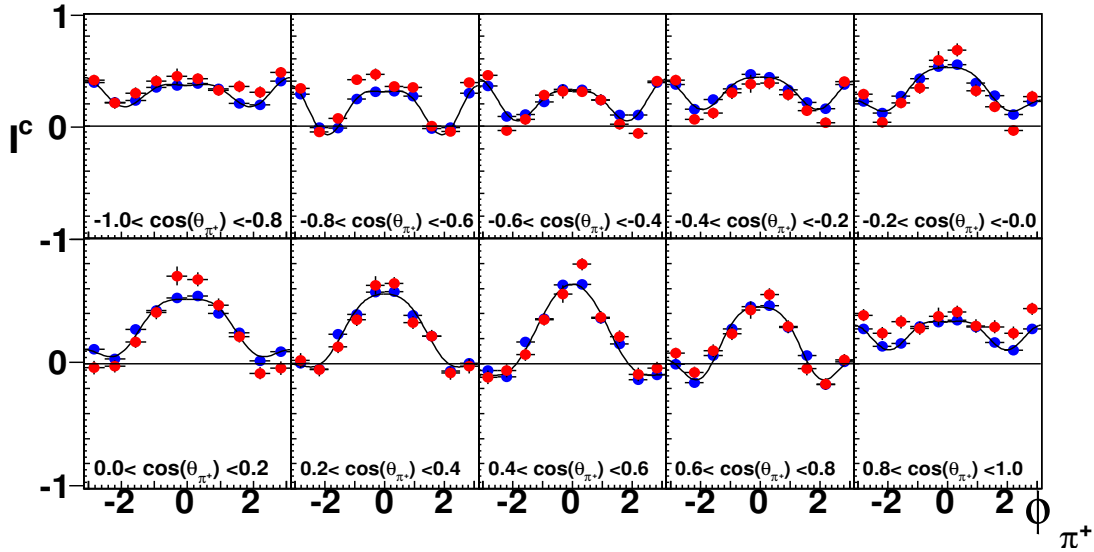 1
I^c
0
-1.0< cos(θ_π+) <-0.8
-0.8< cos(θ_π+) <-0.6
-0.6< cos(θ_π+) <-0.4
-0.4< cos(θ_π+) <-0.2
-0.2< cos(θ_π+) <-0.0
-1
0
0.0< cos(θ_π+) <0.2
0.2< cos(θ_π+) <0.4
0.4< cos(θ_π+) <0.6
0.6< cos(θ_π+) <0.8
0.8< cos(θ_π+) <1.0
-1
-2 0 2 -2 0 2 -2 0 2 -2 0 2 -2 0 2 ϕ_π+